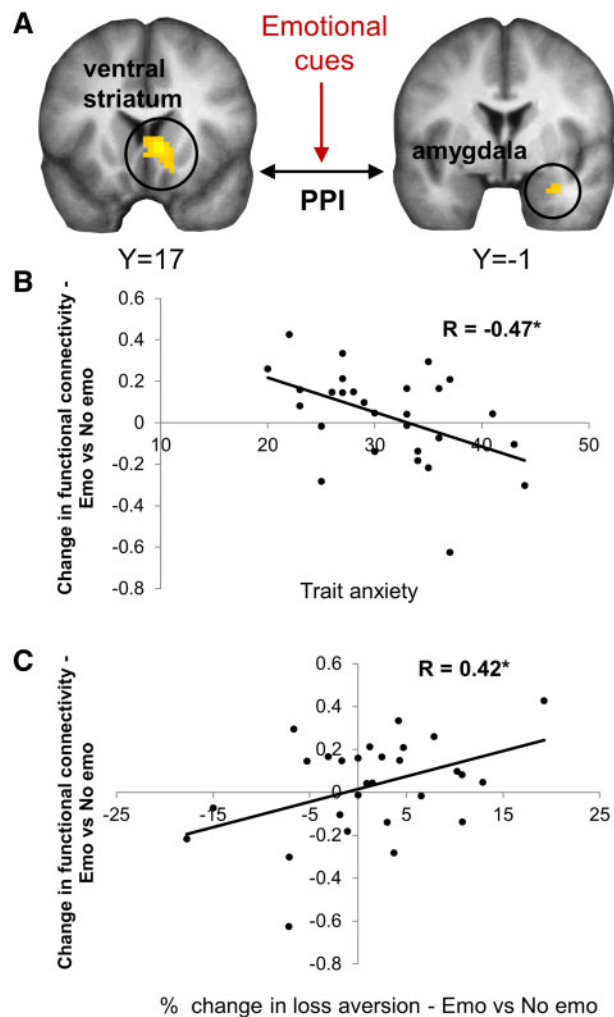 A
Emotional
cues
ventral
striatum
amygdala
PPI
Y=17
Y=-1
B
Change in functional connectivity -
Emo vs No emo
0.6
0.4
0.2
0
-0.2
-0.4
-0.6
-0.8
10
20
30
40
50
R = -0.47*
Trait anxiety
C
Change in functional connectivity -
Emo vs No emo
0.6
0.4
0.2
0
-0.2
-0.4
-0.6
-0.8
-25
-15
-5
5
15
25
R = 0.42*
% change in loss aversion - Emo vs No emo